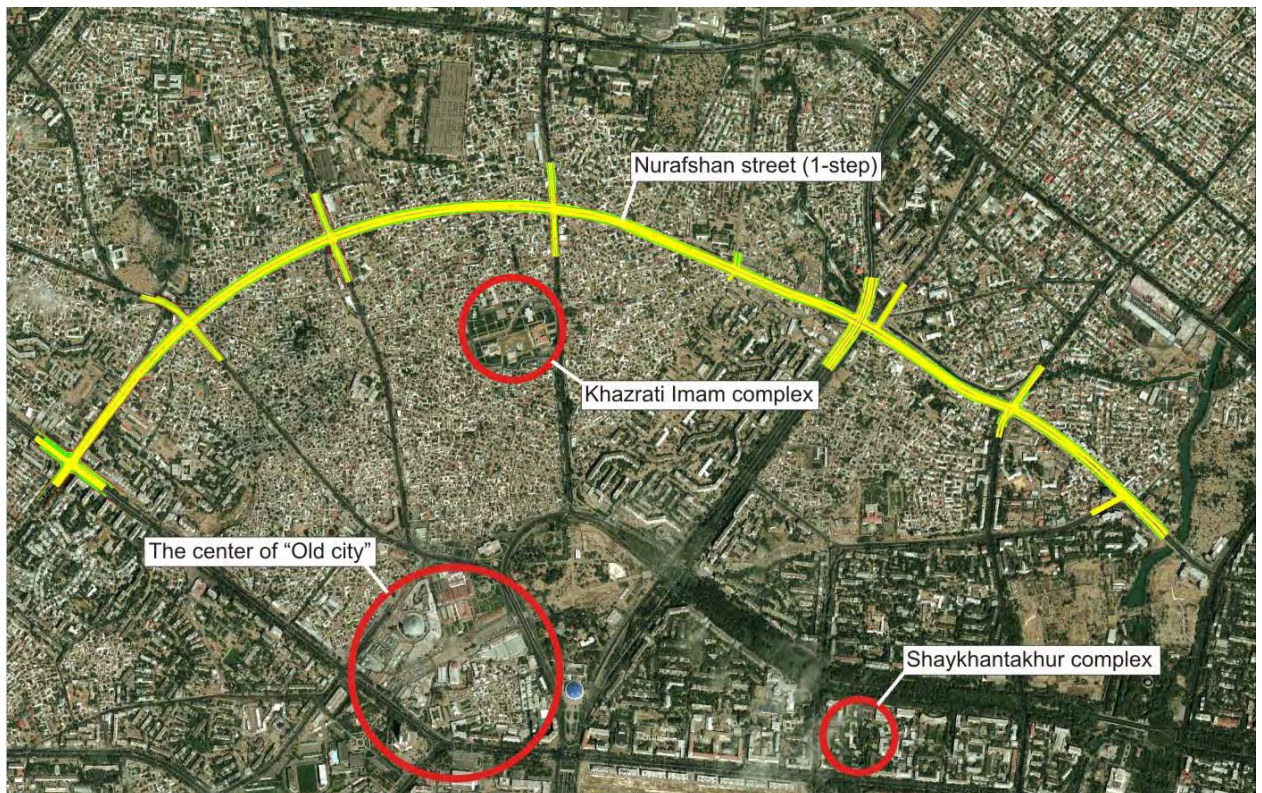 Nurafshan street (1-step)
Khazrati Imam complex
The center of “Old city”
Shaykhantakhur complex